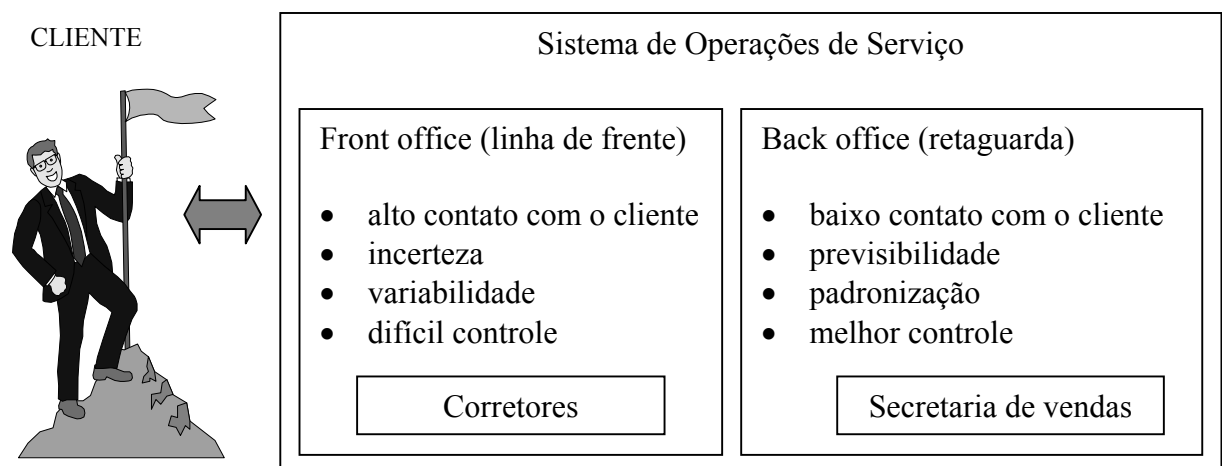 CLIENTE
Sistema de Operações de Serviço
Front office (linha de frente)
• alto contato com o cliente
• incerteza
• variabilidade
• difícil controle
Corretores
Back office (retaguarda)
• baixo contato com o cliente
• previsibilidade
• padronização
• melhor controle
Secretaria de vendas